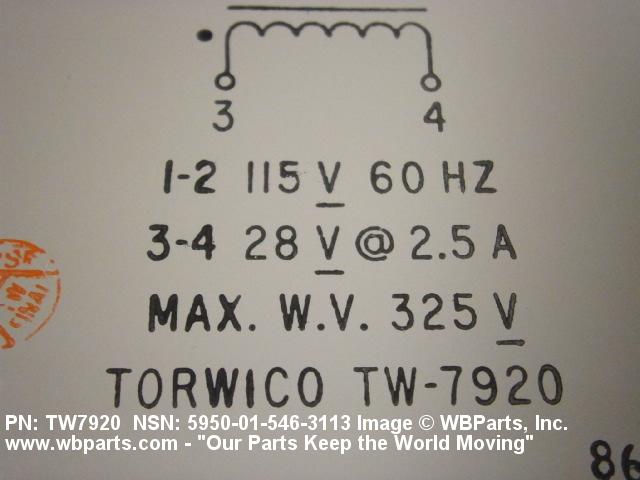 3 4
1-2 115 V 60 HZ
3-4 28 V @ 2.5 A
MAX. W.V. 325 V
TORWICO TW-7920
PN: TW7920 NSN: 5950-01-546-3113 Image © WBParts, Inc.
www.wbparts.com - "Our Parts Keep the World Moving"